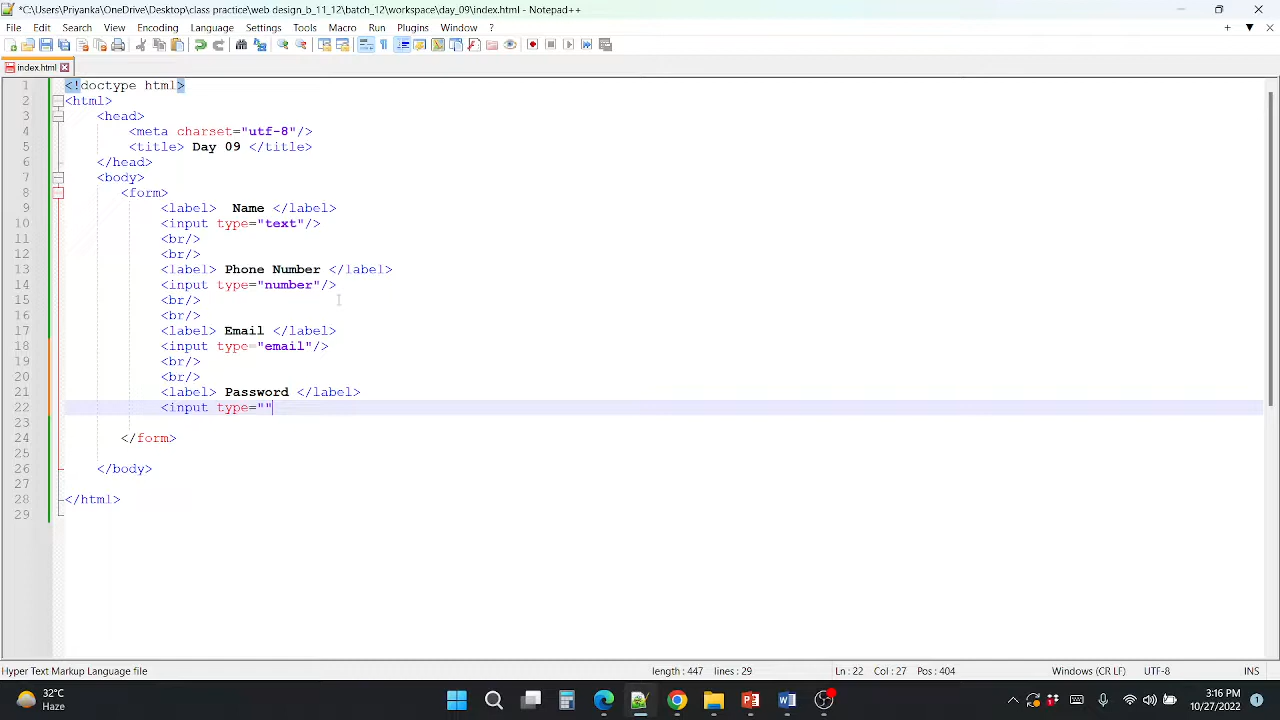 *C:\Users\Priyanka\OneDrive\Desktop\class practice\web design_b_11_12\batch_12\workspace\day_09\index.html - Notepad++
File Edit Search View Encoding Language Settings Tools Macro Run Plugins Window ?
index.html
1 <!doctype html>
2 <html>
3 <head>
4 <meta charset="utf-8"/>
5 <title> Day 09 </title>
6 </head>
7 <body>
8 <form>
9 <label>  Name </label>
10 <input type="text"/>
11 <br/>
12 <br/>
13 <label> Phone Number </label>
14 <input type="number"/>
15 <br/>
16 <br/>
17 <label> Email </label>
18 <input type="email"/>
19 <br/>
20 <br/>
21 <label> Password </label>
22 <input type=""
23
24 </form>
25
26 </body>
27
28 </html>
29
Hyper Text Markup Language file length : 447 lines : 29 Ln : 22 Col : 27 Pos : 404 Windows (CR LF) UTF-8 INS
32°C
Haze
3:16 PM
10/27/2022